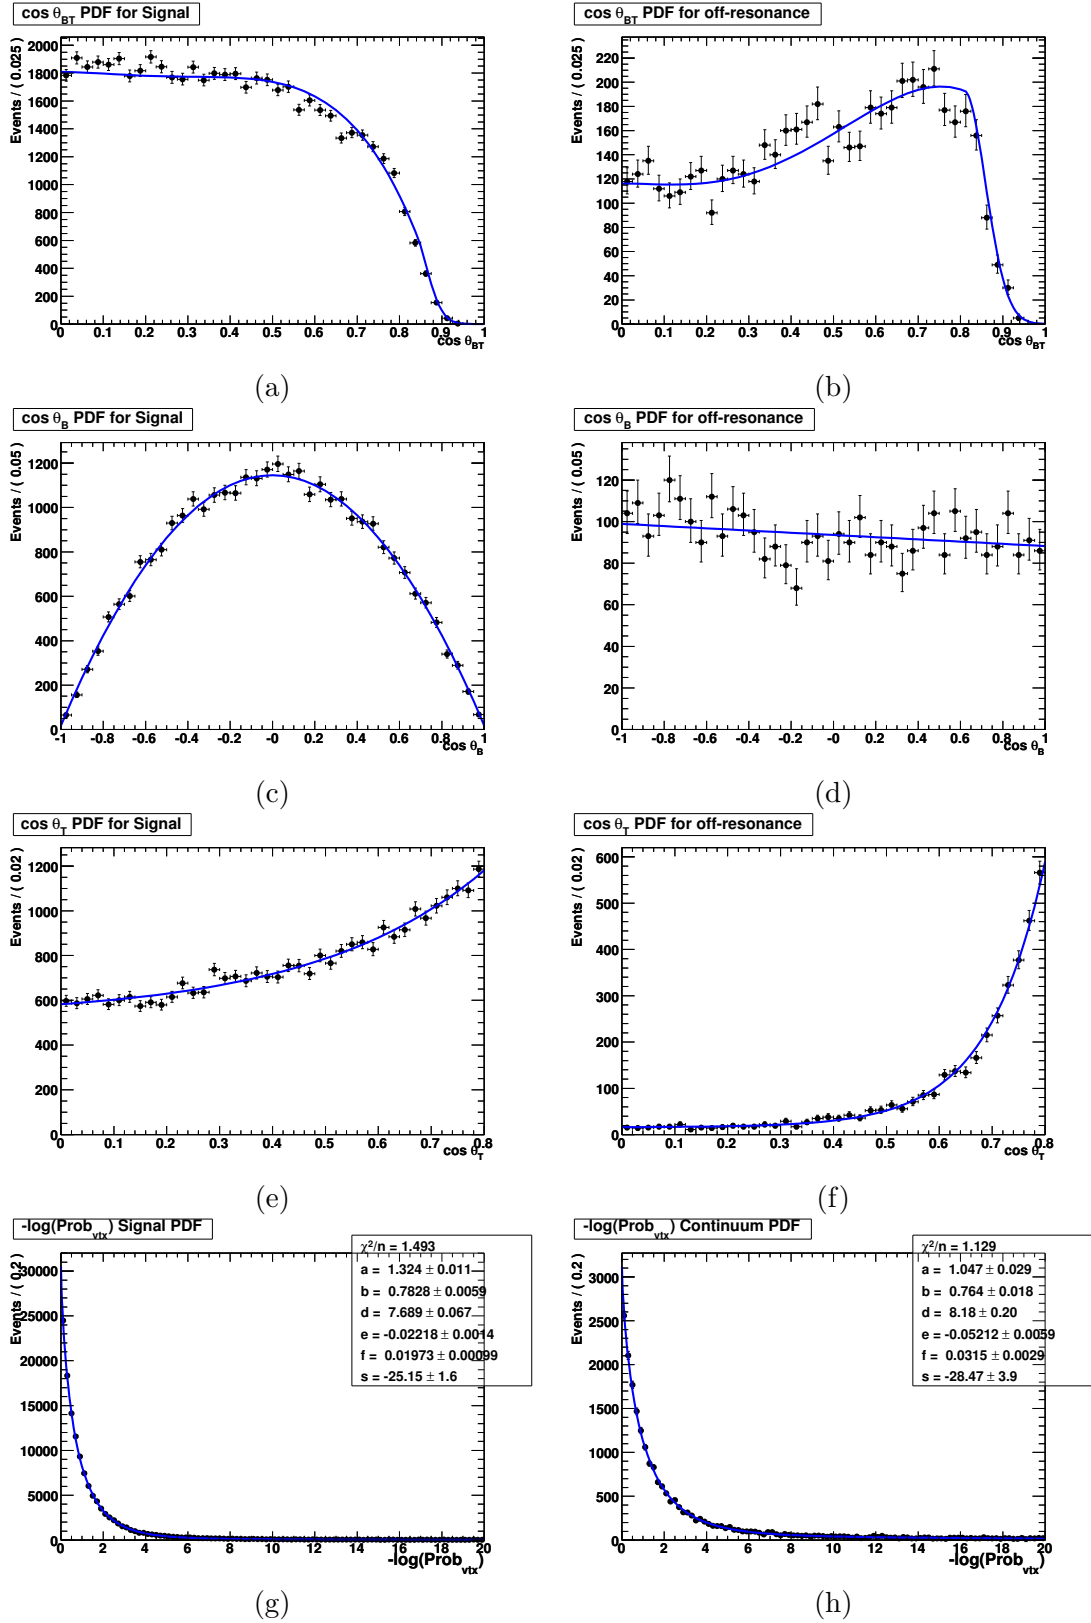 cos θ_BT PDF for Signal
Events / ( 0.025 )
2000
1800
1600
1400
1200
1000
800
600
400
200
0
0 0.1 0.2 0.3 0.4 0.5 0.6 0.7 0.8 0.9 1
cos θ_BT
(a)
cos θ_BT PDF for off-resonance
Events / ( 0.025 )
220
200
180
160
140
120
100
80
60
40
20
0
0 0.1 0.2 0.3 0.4 0.5 0.6 0.7 0.8 0.9 1
cos θ_BT
(b)
cos θ_B PDF for Signal
Events / ( 0.05 )
1200
1000
800
600
400
200
0
-1 -0.8 -0.6 -0.4 -0.2 -0 0.2 0.4 0.6 0.8 1
cos θ_B
(c)
cos θ_B PDF for off-resonance
Events / ( 0.05 )
120
100
80
60
40
20
0
-1 -0.8 -0.6 -0.4 -0.2 -0 0.2 0.4 0.6 0.8 1
cos θ_B
(d)
cos θ_T PDF for Signal
Events / ( 0.02 )
1200
1000
800
600
400
200
0
0 0.1 0.2 0.3 0.4 0.5 0.6 0.7 0.8
cos θ_T
(e)
cos θ_T PDF for off-resonance
Events / ( 0.02 )
600
500
400
300
200
100
0
0 0.1 0.2 0.3 0.4 0.5 0.6 0.7 0.8
cos θ_T
(f)
-log(Prob_vtx) Signal PDF
Events / ( 0.2 )
30000
25000
20000
15000
10000
5000
0
0 2 4 6 8 10 12 14 16 18 20
-log(Prob_vtx)
χ²/n = 1.493
a = 1.324 ± 0.011
b = 0.7828 ± 0.0059
d = 7.689 ± 0.067
e = -0.02218 ± 0.0014
f = 0.01973 ± 0.00099
s = -25.15 ± 1.6
(g)
-log(Prob_vtx) Continuum PDF
Events / ( 0.2 )
3000
2500
2000
1500
1000
500
0
0 2 4 6 8 10 12 14 16 18 20
-log(Prob_vtx)
χ²/n = 1.129
a = 1.047 ± 0.029
b = 0.764 ± 0.018
d = 8.18 ± 0.20
e = -0.05212 ± 0.0059
f = 0.0315 ± 0.0029
s = -28.47 ± 3.9
(h)